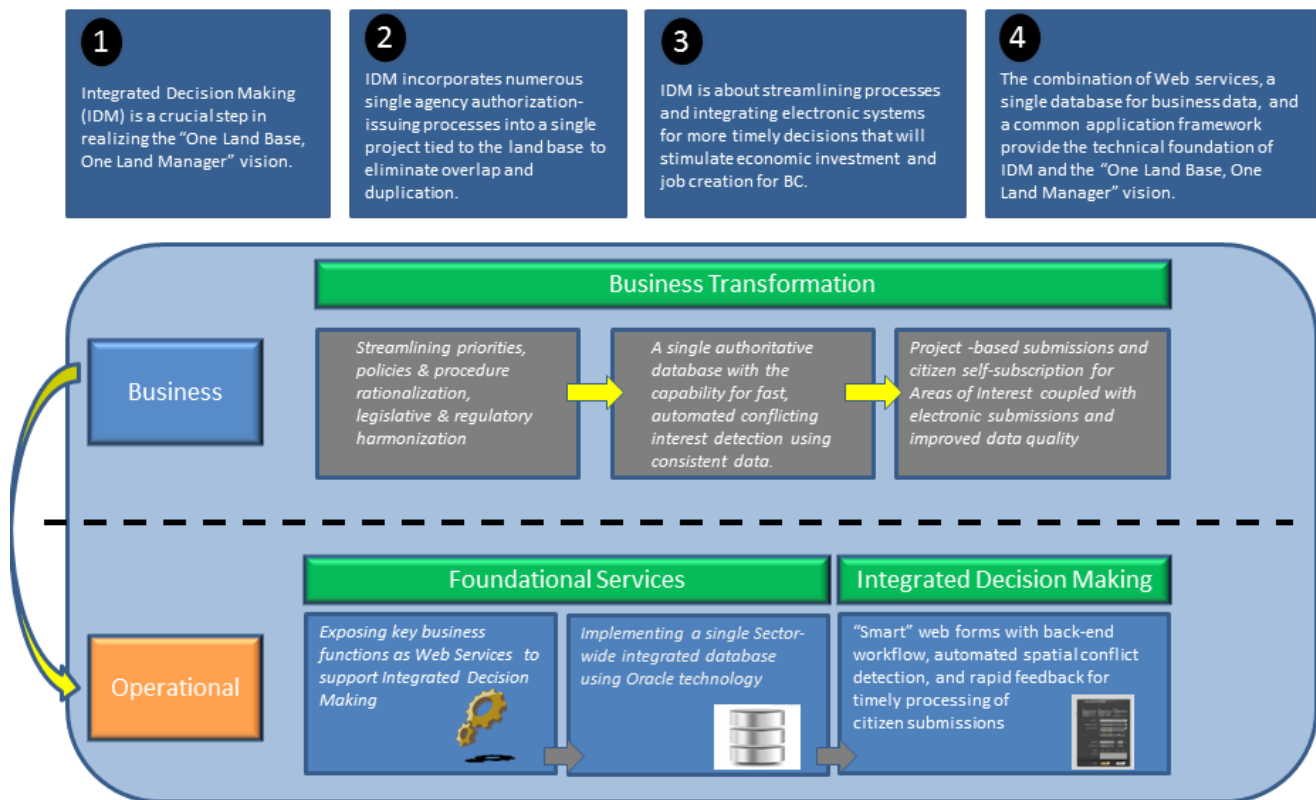 1
Integrated Decision Making
(IDM) is a crucial step in
realizing the “One Land Base,
One Land Manager” vision.
2
IDM incorporates numerous
single agency authorization-
issuing processes into a single
project tied to the land base to
eliminate overlap and
duplication.
3
IDM is about streamlining processes
and integrating electronic systems
for more timely decisions that will
stimulate economic investment and
job creation for BC.
4
The combination of Web services, a
single database for business data, and
a common application framework
provide the technical foundation of
IDM and the “One Land Base, One
Land Manager” vision.
Business Transformation
Business
Streamlining priorities,
policies & procedure
rationalization,
legislative & regulatory
harmonization
A single authoritative
database with the
capability for fast,
automated conflicting
interest detection using
consistent data.
Project -based submissions and
citizen self-subscription for
Areas of Interest coupled with
electronic submissions and
improved data quality
Foundational Services
Integrated Decision Making
Operational
Exposing key business
functions as Web Services to
support Integrated Decision
Making
Implementing a single Sector-
wide integrated database
using Oracle technology
“Smart” web forms with back-end
workflow, automated spatial conflict
detection, and rapid feedback for
timely processing of
citizen submissions